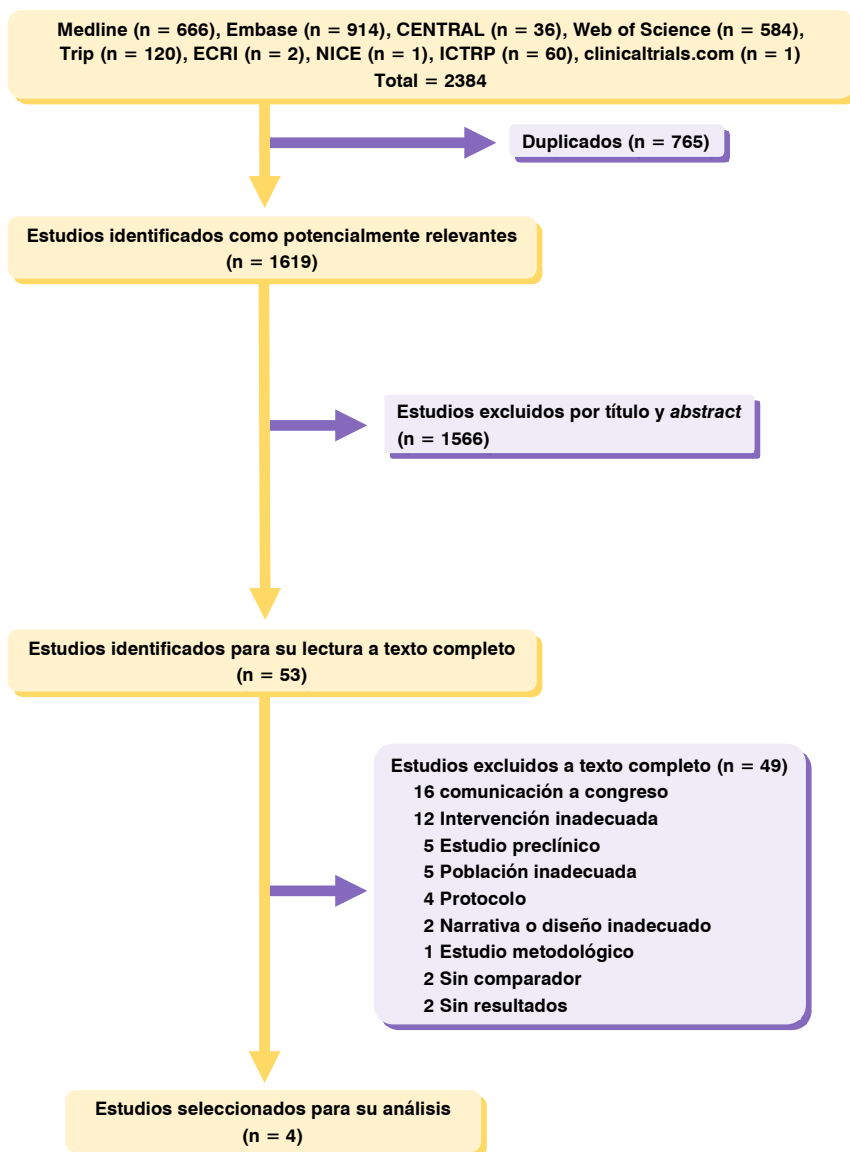 Medline (n = 666), Embase (n = 914), CENTRAL (n = 36), Web of Science (n = 584),
Trip (n = 120), ECRI (n = 2), NICE (n = 1), ICTRP (n = 60), clinicaltrials.com (n = 1)
Total = 2384
Duplicados (n = 765)
Estudios identificados como potencialmente relevantes
(n = 1619)
Estudios excluidos por título y abstract
(n = 1566)
Estudios identificados para su lectura a texto completo
(n = 53)
Estudios excluidos a texto completo (n = 49)
16 comunicación a congreso
12 Intervención inadecuada
5 Estudio preclínico
5 Población inadecuada
4 Protocolo
2 Narrativa o diseño inadecuado
1 Estudio metodológico
2 Sin comparador
2 Sin resultados
Estudios seleccionados para su análisis
(n = 4)